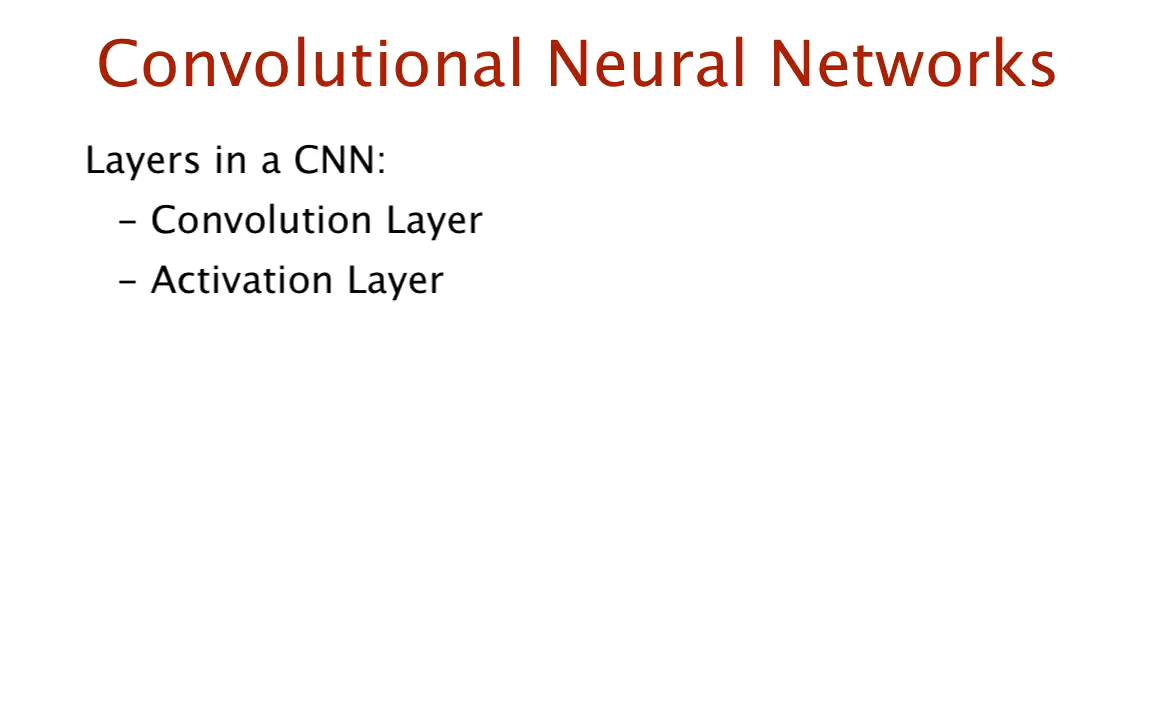 Convolutional Neural Networks
Layers in a CNN:
– Convolution Layer
– Activation Layer